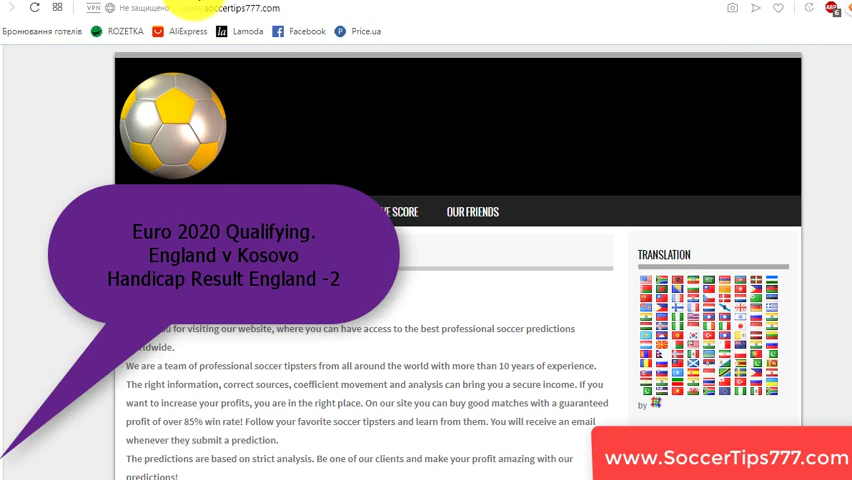 VPN Не защищено www.soccertips777.com
Бронювання готелів ROZETKA AliExpress la Lamoda Facebook P Price.ua
ABP
6
SCORE OUR FRIENDS
Euro 2020 Qualifying.
England v Kosovo
Handicap Result England -2
TRANSLATION
for visiting our website, where you can have access to the best professional soccer predictions
We are a team of professional soccer tipsters from all around the world with more than 10 years of experience.
The right information, correct sources, coefficient movement and analysis can bring you a secure income. If you
want to increase your profits, you are in the right place. On our site you can buy good matches with a guaranteed
profit of over 85% win rate! Follow your favorite soccer tipsters and learn from them. You will receive an email
whenever they submit a prediction.
The predictions are based on strict analysis. Be one of our clients and make your profit amazing with our
predictions!
by #
www.SoccerTips777.com